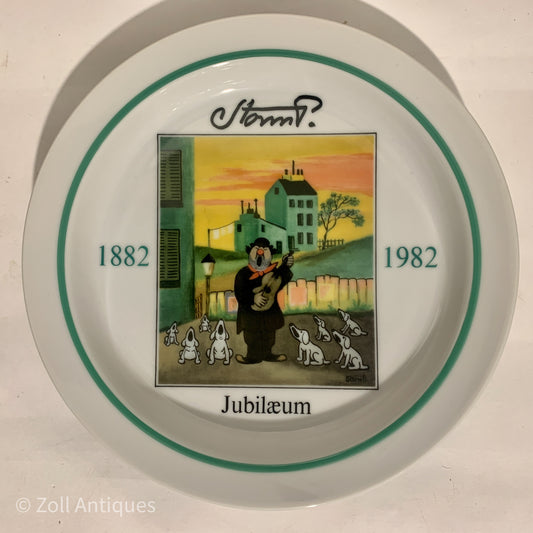 Storm P.
1882
1982
Jubilæum
© Zoll Antiques